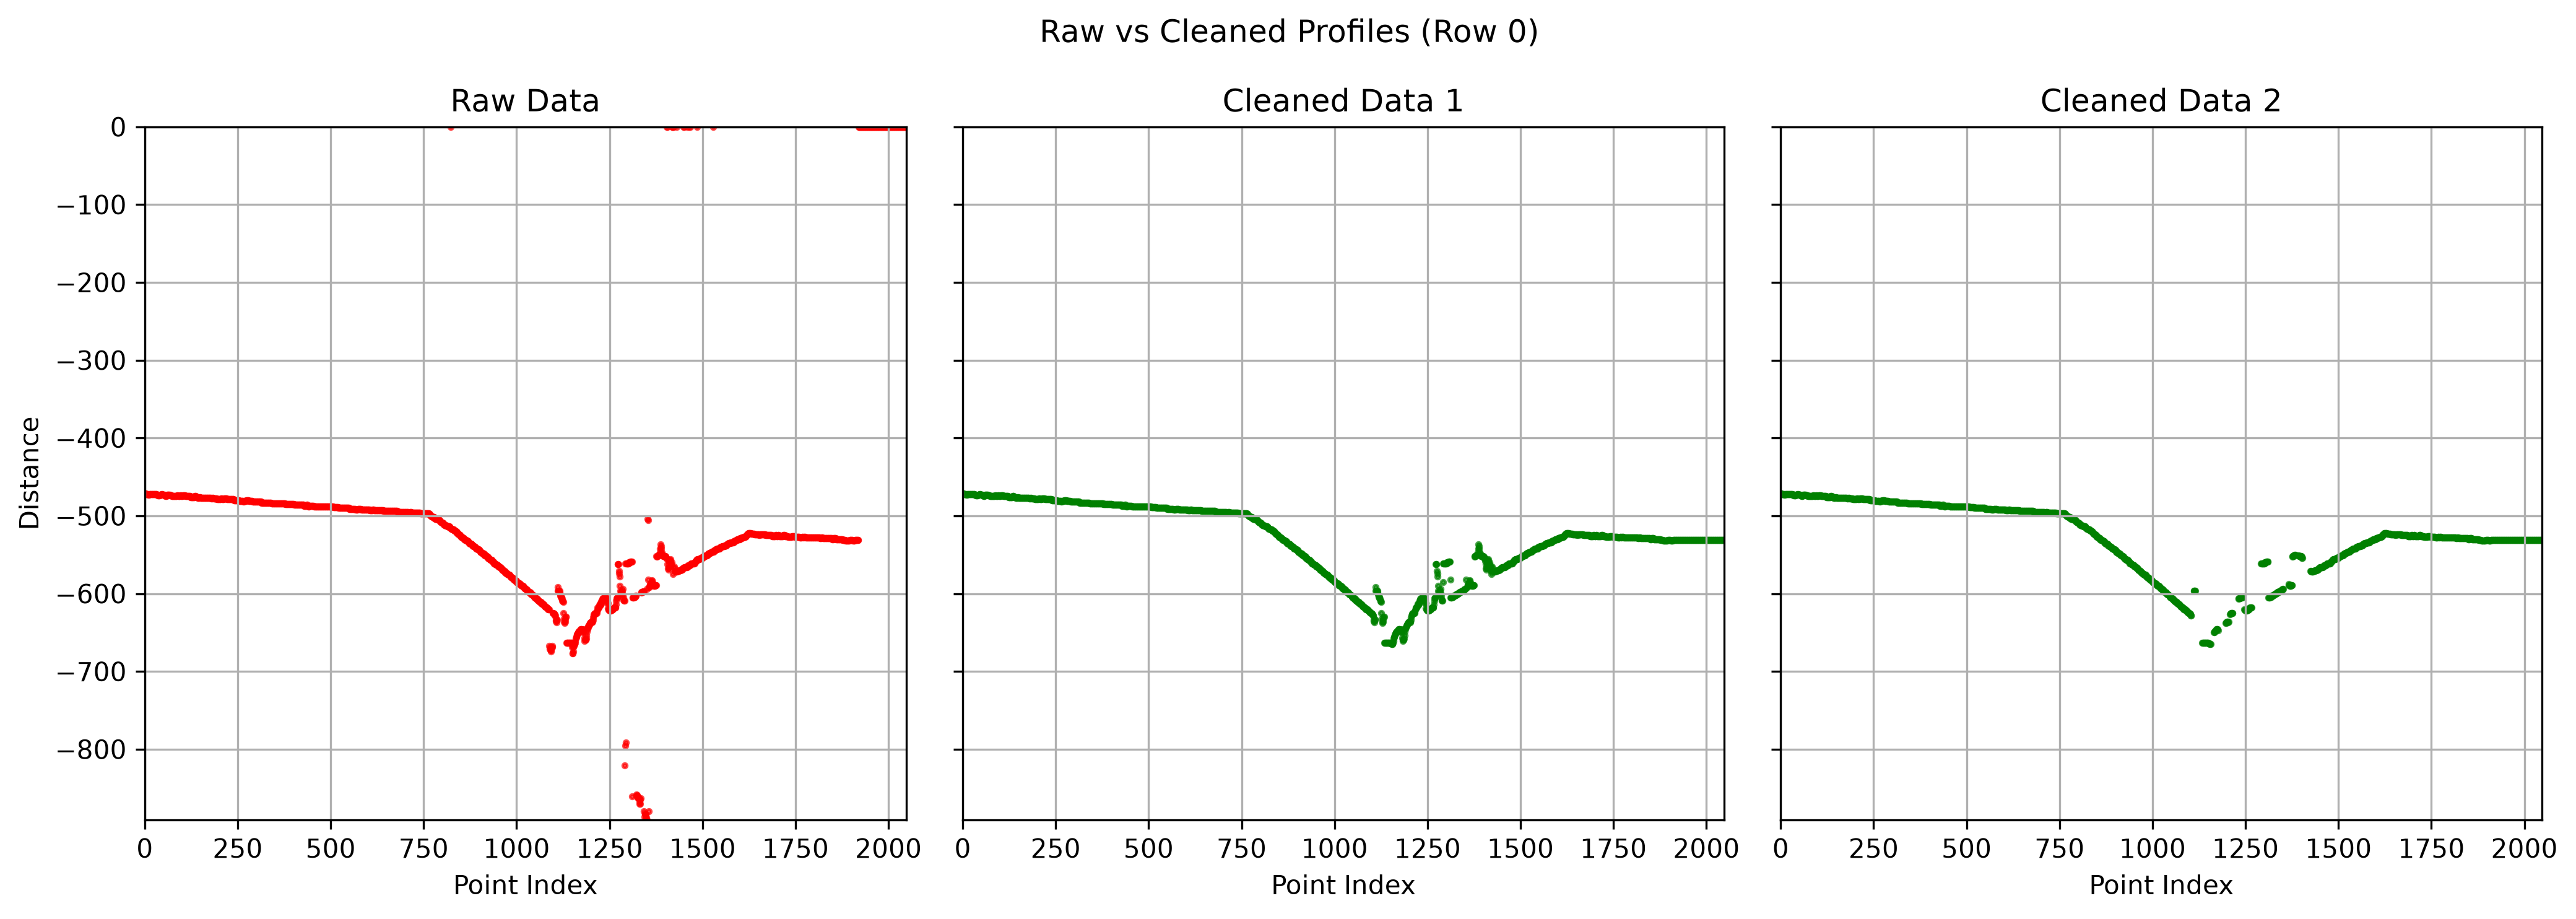 Raw vs Cleaned Profiles (Row 0)
Raw Data
Cleaned Data 1
Cleaned Data 2
0
−100
−200
−300
−400
−500
−600
−700
−800
Distance
0 250 500 750 1000 1250 1500 1750 2000
0 250 500 750 1000 1250 1500 1750 2000
0 250 500 750 1000 1250 1500 1750 2000
Point Index
Point Index
Point Index